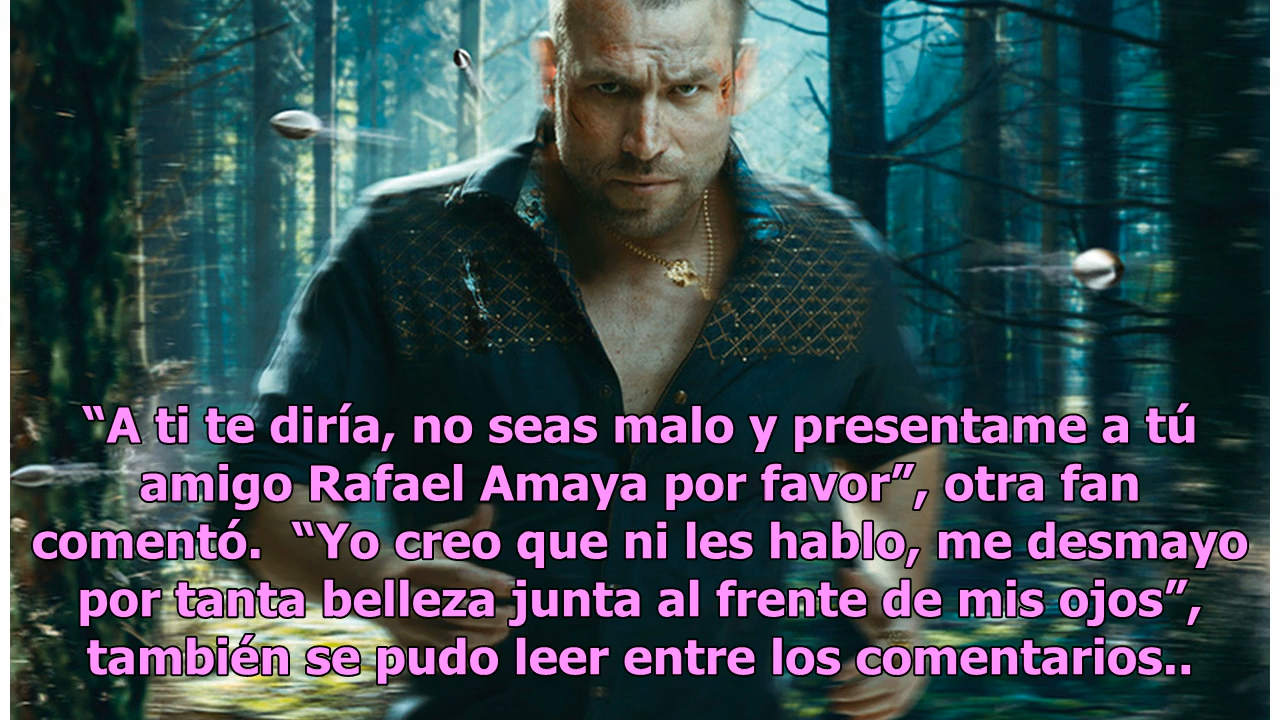 “A ti te diría, no seas malo y presentame a tú
amigo Rafael Amaya por favor”, otra fan
comentó.  “Yo creo que ni les hablo, me desmayo
por tanta belleza junta al frente de mis ojos”,
también se pudo leer entre los comentarios..